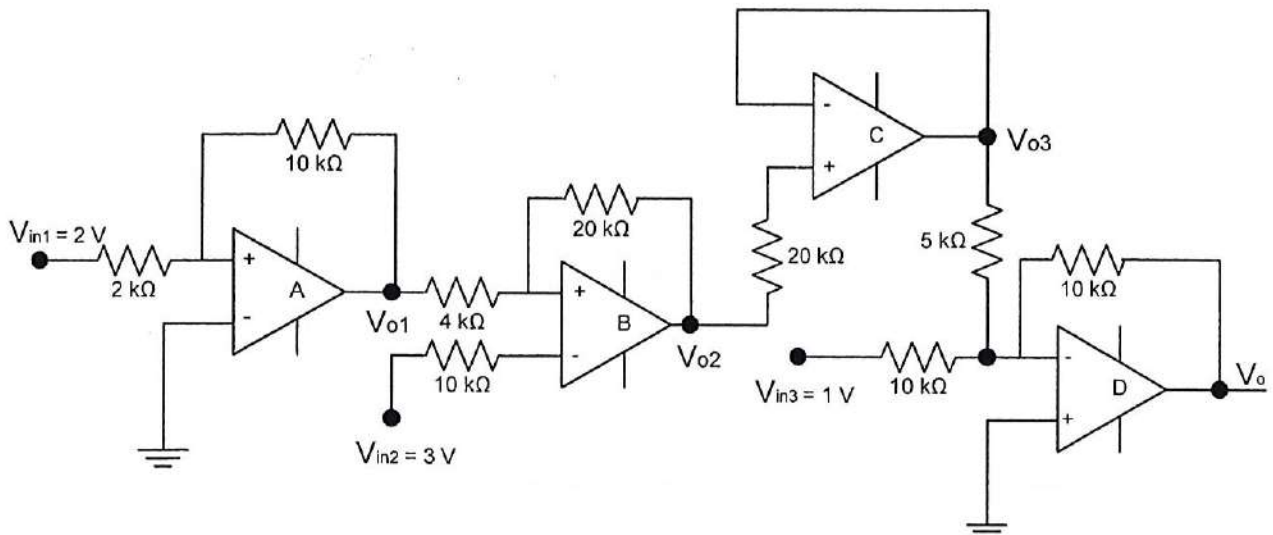 Vin1 = 2 V
2 kΩ
10 kΩ
+
-
A
Vo1
4 kΩ
10 kΩ
Vin2 = 3 V
20 kΩ
+
-
B
Vo2
20 kΩ
-
+
C
Vo3
5 kΩ
Vin3 = 1 V
10 kΩ
10 kΩ
-
+
D
Vo